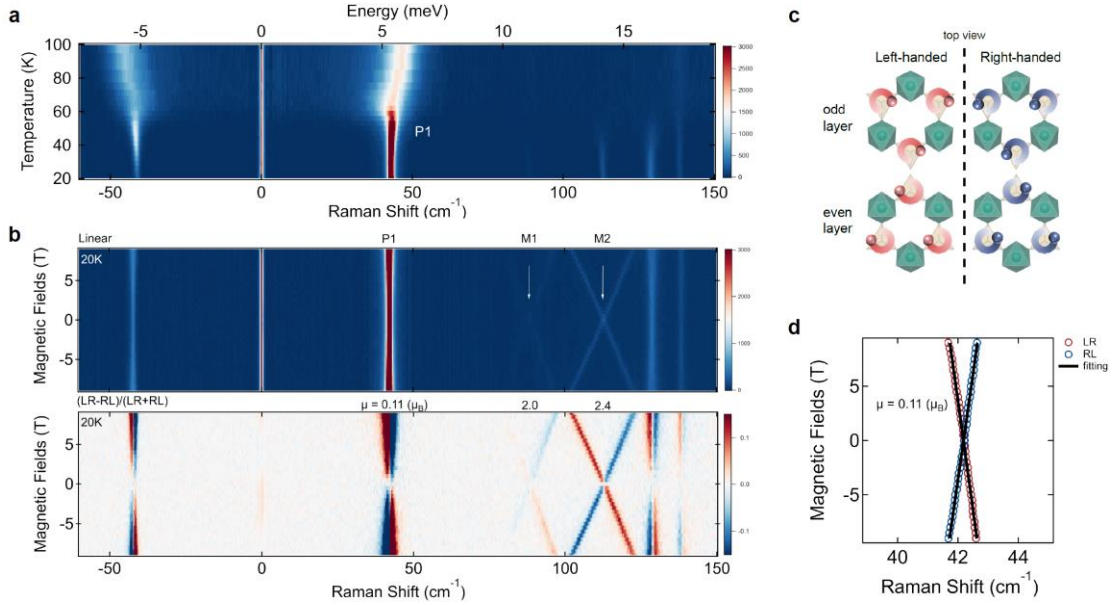 a
Energy (meV)
-5 0 5 10 15
100
80
60
40
20
Temperature (K)
P1
3000
2500
2000
1500
1000
500
0
-50 0 50 100 150
Raman Shift (cm⁻¹)
b
Linear P1 M1 M2
20K
5
0
-5
Magnetic Fields (T)
3000
2000
1000
0
(LR-RL)/(LR+RL) μ = 0.11 (μ_B) 2.0 2.4
20K
5
0
-5
Magnetic Fields (T)
0.1
0.0
-0.1
-50 0 50 100 150
Raman Shift (cm⁻¹)
c
top view
Left-handed Right-handed
odd
layer
even
layer
d
LR
RL
fitting
μ = 0.11 (μ_B)
5
0
-5
Magnetic Fields (T)
40 42 44
Raman Shift (cm⁻¹)